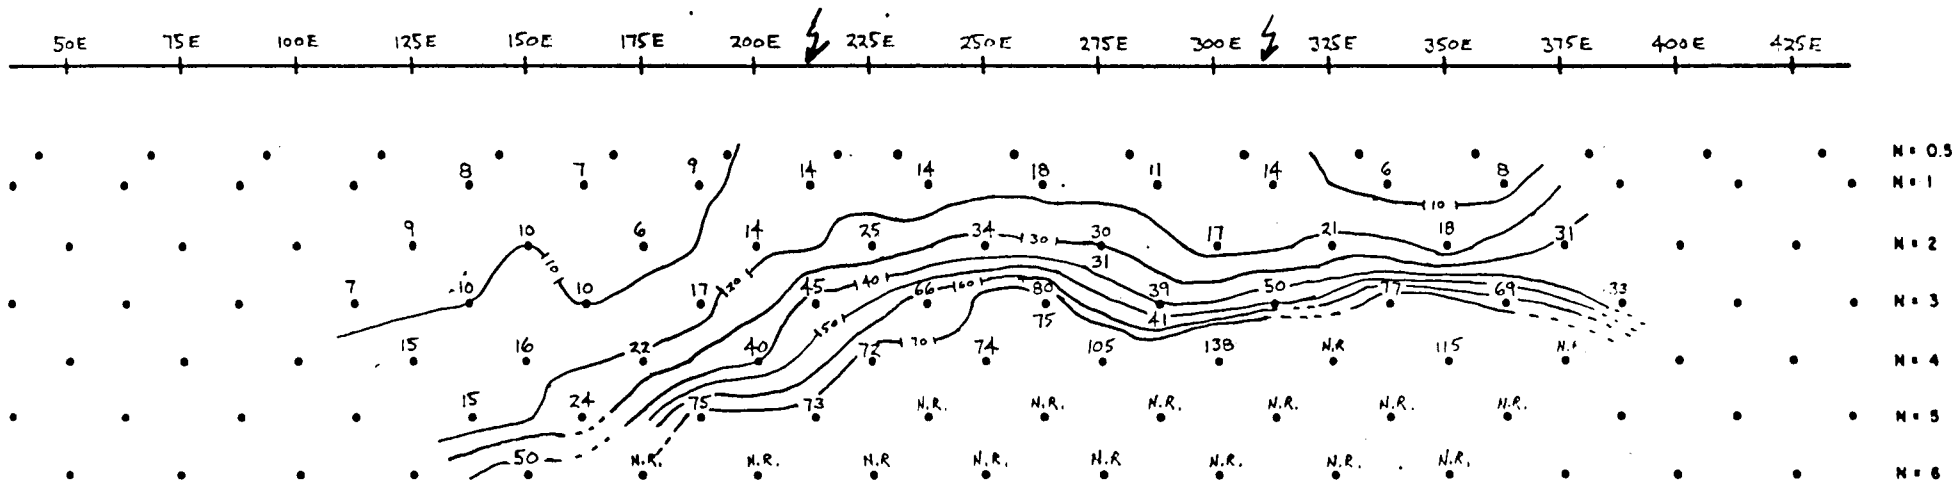 50E 75E 100E 125E 150E 175E 200E 225E 250E 275E 300E 325E 350E 375E 400E 425E
N = 0.5
8 7 9 14 14 18 11 14 6 8 N = 1
10
9 10 6 14 25 34 30 30 17 21 18 31 N = 2
10 31
20 40
7 10 10 17 45 66 60 80 39 50 77 69 33 N = 3
50 75 41
70
15 16 22 40 72 74 105 138 N.R 115 N.R N = 4
15 24 75 73 N.R. N.R. N.R. N.R. N.R. N.R. N = 5
50 N.R. N.R. N.R N.R. N.R N.R. N.R. N.R. N = 6